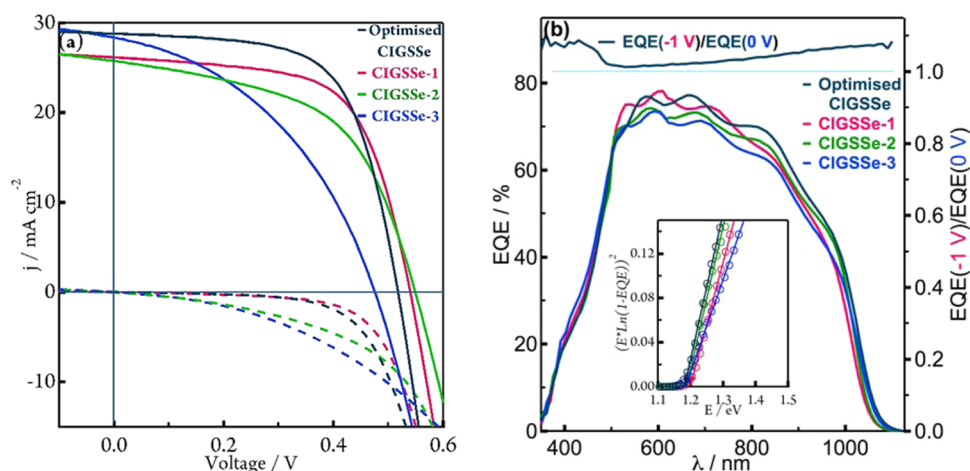 (a)
30
20
10
0
-10
j / mA cm-2
0.0 0.2 0.4 0.6
Voltage / V
Optimised
CIGSSe
CIGSSe-1
CIGSSe-2
CIGSSe-3
(b)
EQE(-1 V)/EQE(0 V)
80
60
40
20
0
EQE / %
400 600 800 1000
λ / nm
1.0
0.8
0.6
0.4
0.2
0.0
EQE(-1 V)/EQE(0 V)
Optimised
CIGSSe
CIGSSe-1
CIGSSe-2
CIGSSe-3
0.12
0.08
0.04
0.00
(E*Ln(1-EQE))2
1.1 1.2 1.3 1.4 1.5
E / eV